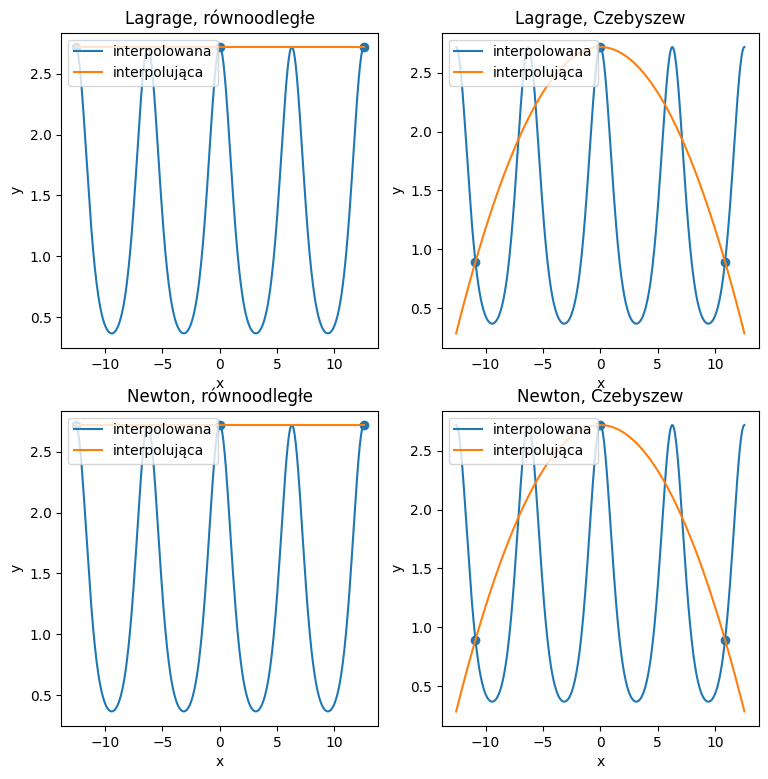 Lagrage, równoodległe
interpolowana
interpolująca
2.5
2.0
1.5
1.0
0.5
y
−10
−5
0
5
10
x
Lagrage, Czebyszew
interpolowana
interpolująca
2.5
2.0
1.5
1.0
0.5
y
−10
−5
0
5
10
x
Newton, równoodległe
interpolowana
interpolująca
2.5
2.0
1.5
1.0
0.5
y
−10
−5
0
5
10
x
Newton, Czebyszew
interpolowana
interpolująca
2.5
2.0
1.5
1.0
0.5
y
−10
−5
0
5
10
x